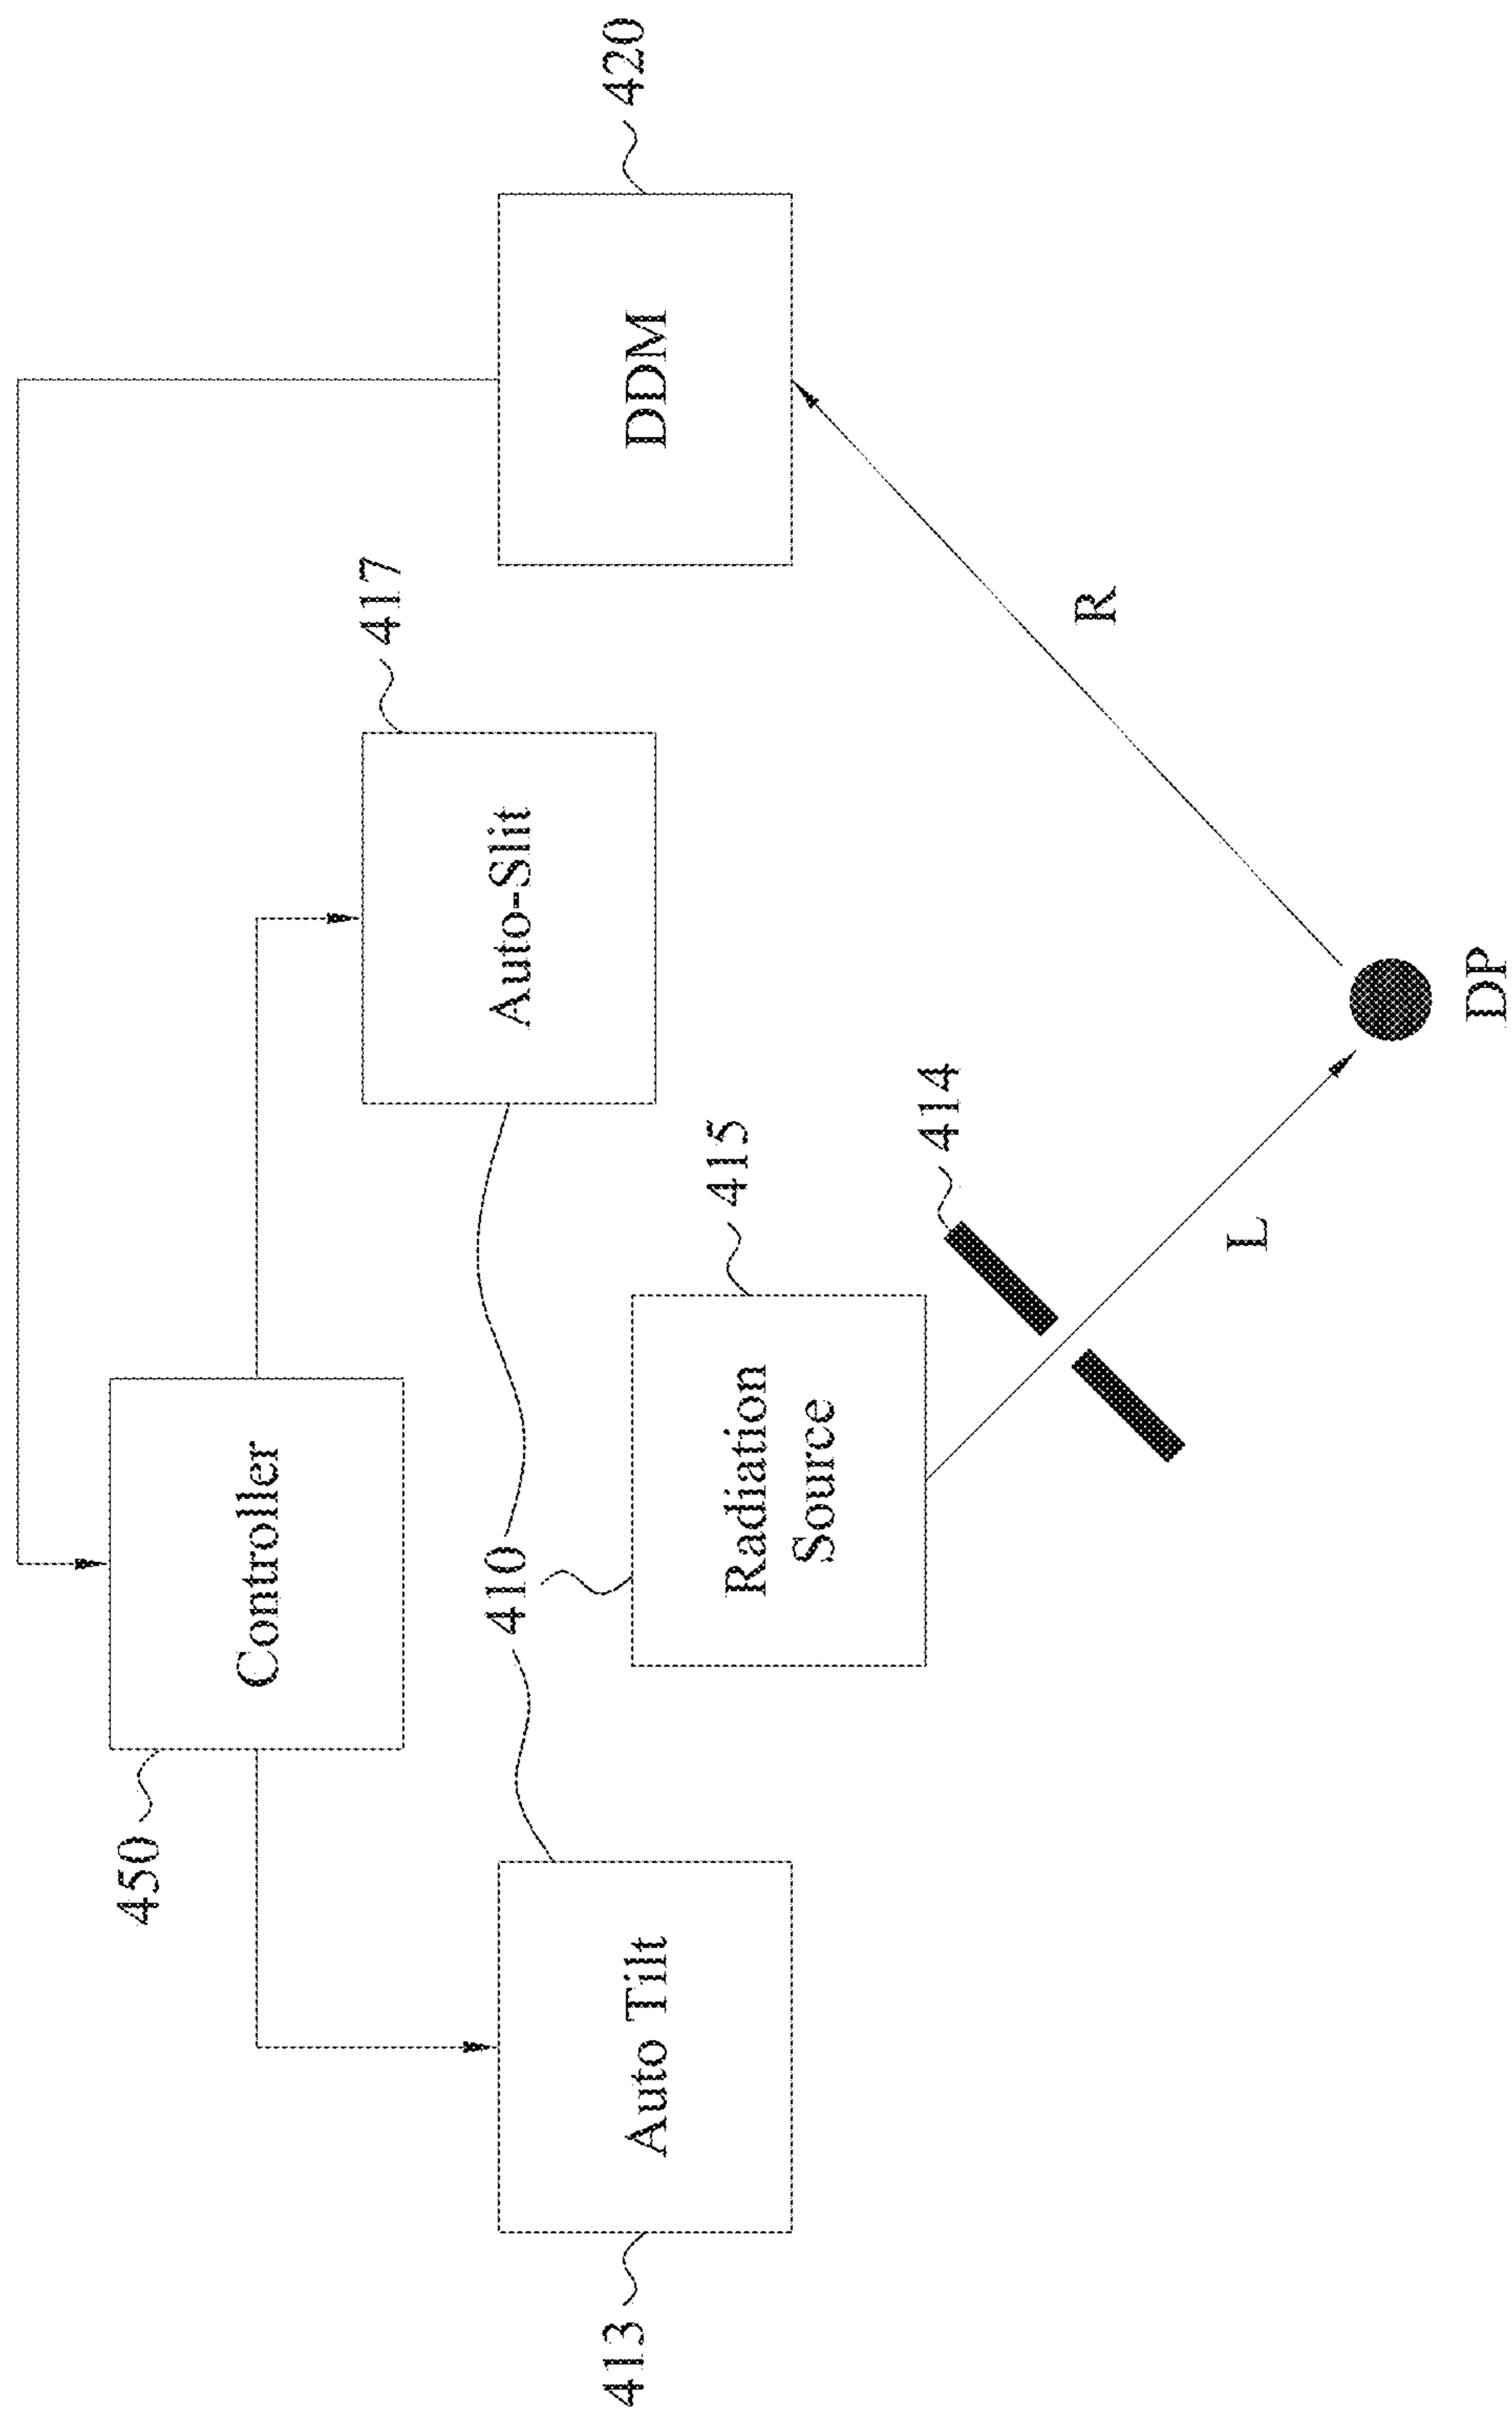 Controller
450
Auto-Slit
417
410
Auto Tilt
413
DDM
420
Radiation
Source
415
414
R
L
DP